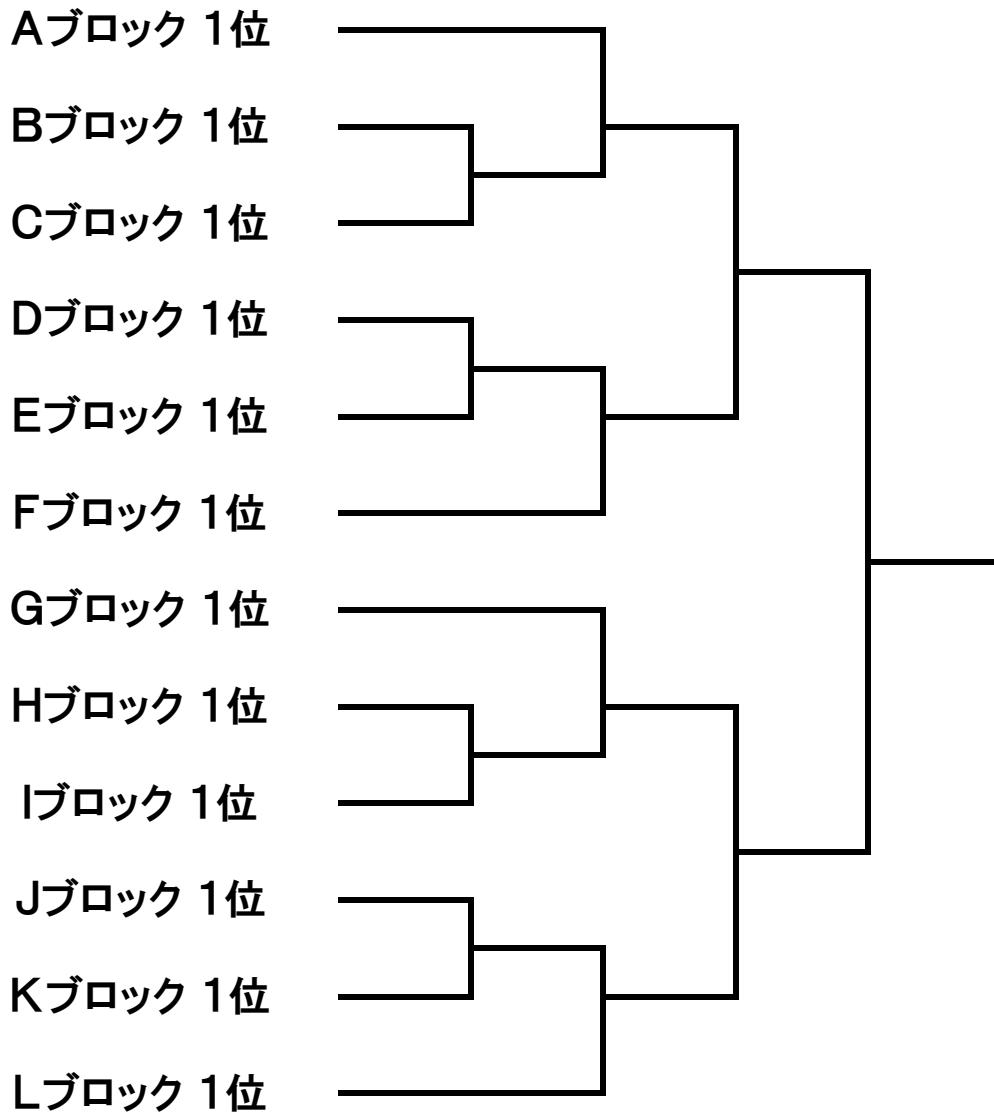 Aブロック 1位
Bブロック 1位
Cブロック 1位
Dブロック 1位
Eブロック 1位
Fブロック 1位
Gブロック 1位
Hブロック 1位
Iブロック 1位
Jブロック 1位
Kブロック 1位
Lブロック 1位